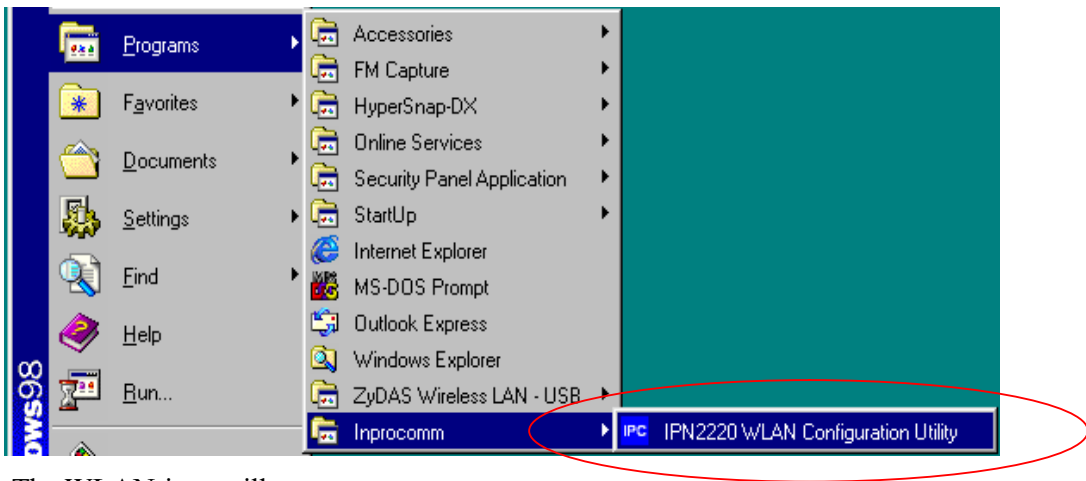 Programs
Favorites
Documents
Settings
Find
Help
Run...
ows98
Accessories
FM Capture
HyperSnap-DX
Online Services
Security Panel Application
StartUp
Internet Explorer
MS-DOS Prompt
Outlook Express
Windows Explorer
ZyDAS Wireless LAN - USB
Inprocomm
IPC IPN2220 WLAN Configuration Utility